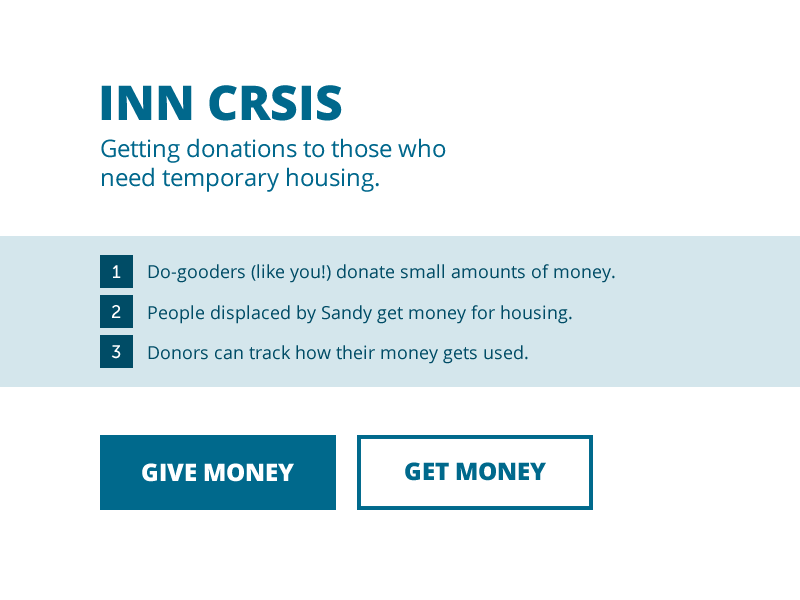 INN CRSIS
Getting donations to those who
need temporary housing.
1 Do-gooders (like you!) donate small amounts of money.
2 People displaced by Sandy get money for housing.
3 Donors can track how their money gets used.
GIVE MONEY GET MONEY